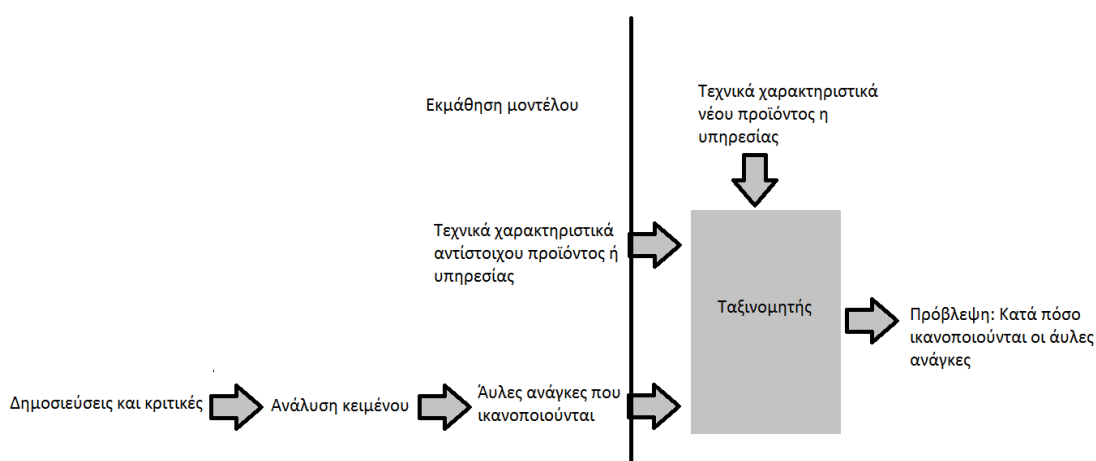 Εκμάθηση μοντέλου
Τεχνικά χαρακτηριστικά
νέου προϊόντος η
υπηρεσίας
Τεχνικά χαρακτηριστικά
αντίστοιχου προϊόντος ή
υπηρεσίας
Ταξινομητής
Πρόβλεψη: Κατά πόσο
ικανοποιούνται οι άυλες
ανάγκες
Δημοσιεύσεις και κριτικές
Ανάλυση κειμένου
Άυλες ανάγκες που
ικανοποιούνται